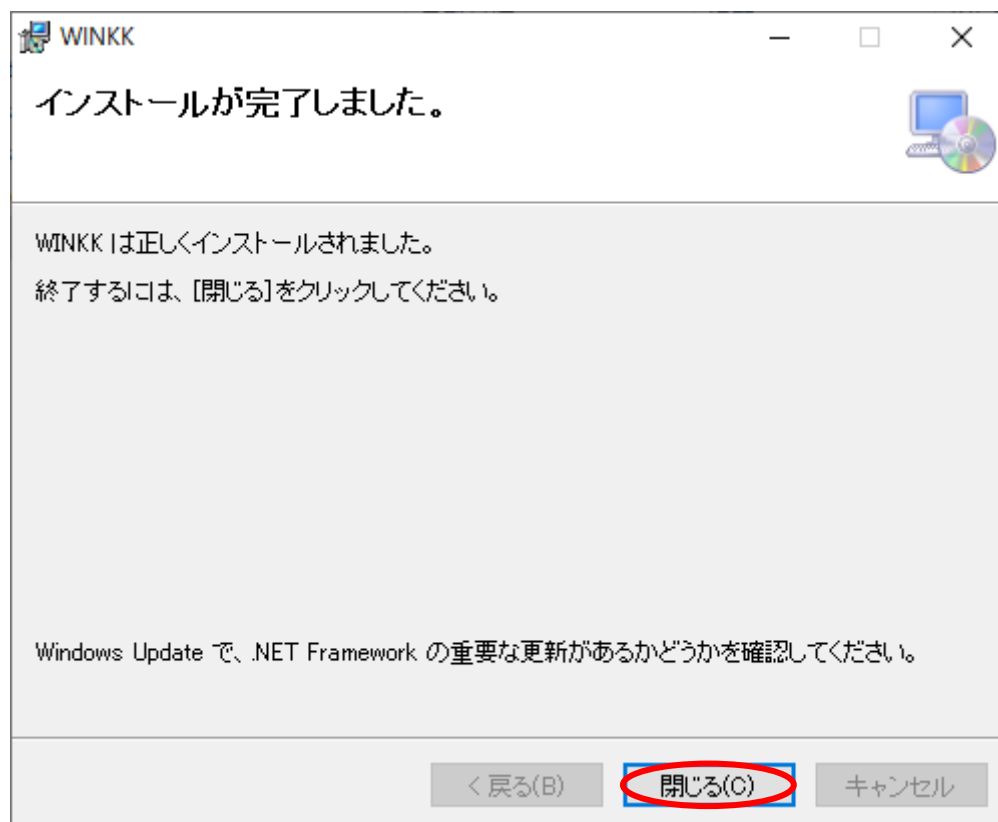 WINKK
インストールが完了しました。
WINKK は正しくインストールされました。
終了するには、[閉じる]をクリックしてください。
Windows Update で、.NET Framework の重要な更新があるかどうかを確認してください。
< 戻る(B)
閉じる(C)
キャンセル